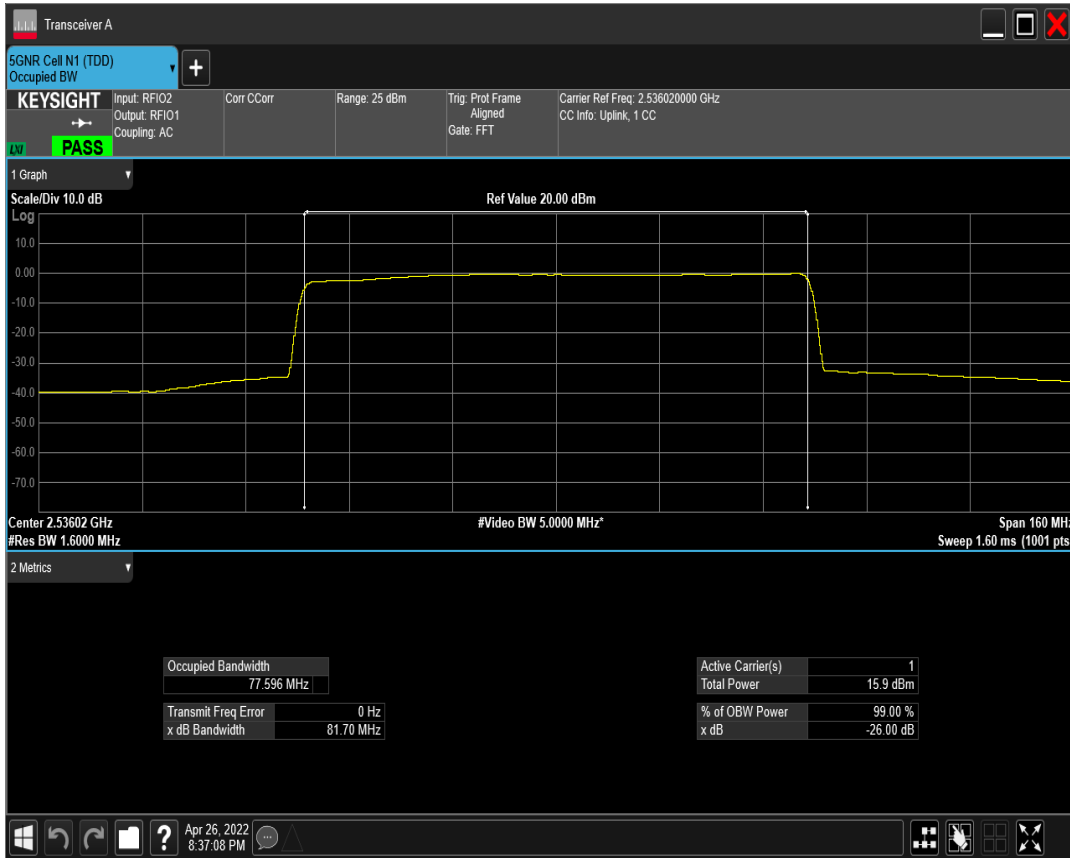 Transceiver A
5GNR Cell N1 (TDD)
Occupied BW
+
KEYSIGHT
LXI
PASS
Input: RFIO2
Output: RFIO1
Coupling: AC
Corr CCorr
Range: 25 dBm
Trig: Prot Frame
Aligned
Gate: FFT
Carrier Ref Freq: 2.536020000 GHz
CC Info: Uplink, 1 CC
1 Graph
Scale/Div 10.0 dB
Ref Value 20.00 dBm
Log
10.0
0.00
-10.0
-20.0
-30.0
-40.0
-50.0
-60.0
-70.0
Center 2.53602 GHz
#Video BW 5.0000 MHz*
Span 160 MHz
#Res BW 1.6000 MHz
Sweep 1.60 ms (1001 pts
2 Metrics
Occupied Bandwidth
77.596 MHz
Transmit Freq Error 0 Hz
x dB Bandwidth 81.70 MHz
Active Carrier(s) 1
Total Power 15.9 dBm
% of OBW Power 99.00 %
x dB -26.00 dB
?
Apr 26, 2022
8:37:08 PM